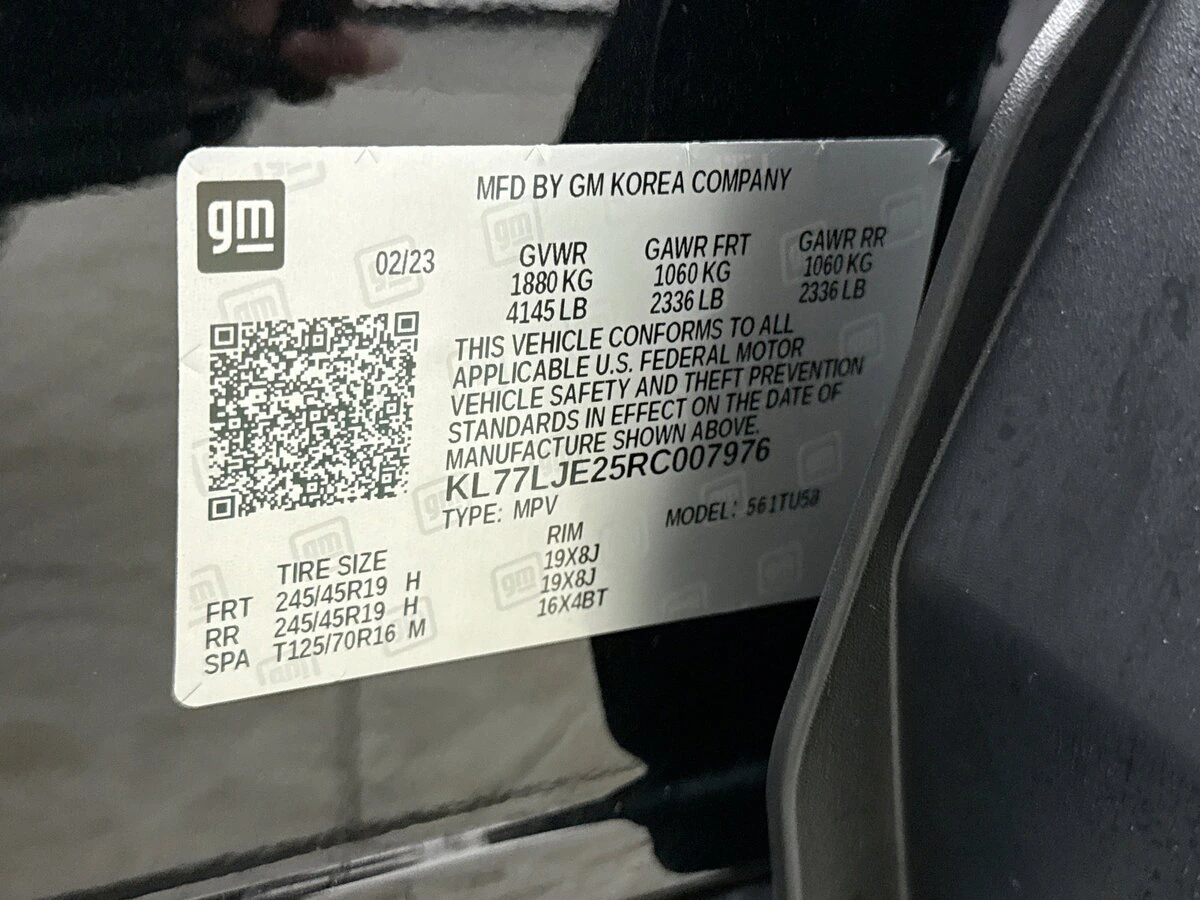 gm
MFD BY GM KOREA COMPANY
02/23
GVWR GAWR FRT GAWR RR
1880 KG 1060 KG 1060 KG
4145 LB 2336 LB 2336 LB
THIS VEHICLE CONFORMS TO ALL
APPLICABLE U.S. FEDERAL MOTOR
VEHICLE SAFETY AND THEFT PREVENTION
STANDARDS IN EFFECT ON THE DATE OF
MANUFACTURE SHOWN ABOVE.
KL77LJE25RC007976
TYPE: MPV MODEL: 561TU58
TIRE SIZE RIM
FRT 245/45R19 H 19X8J
RR 245/45R19 H 19X8J
SPA T125/70R16 M 16X4BT